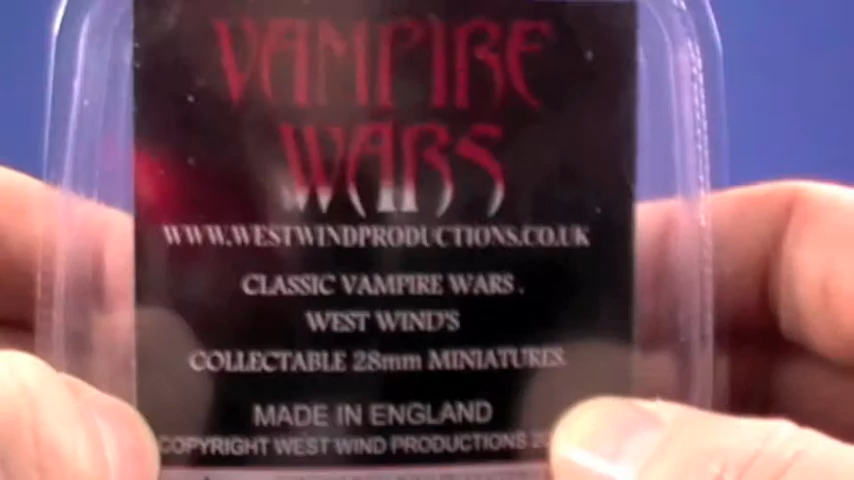 VAMPIRE
WARS
WWW.WESTWINDPRODUCTIONS.CO.UK
CLASSIC VAMPIRE WARS .
WEST WIND'S
COLLECTABLE 28mm MINIATURES
MADE IN ENGLAND
COPYRIGHT WEST WIND PRODUCTIONS